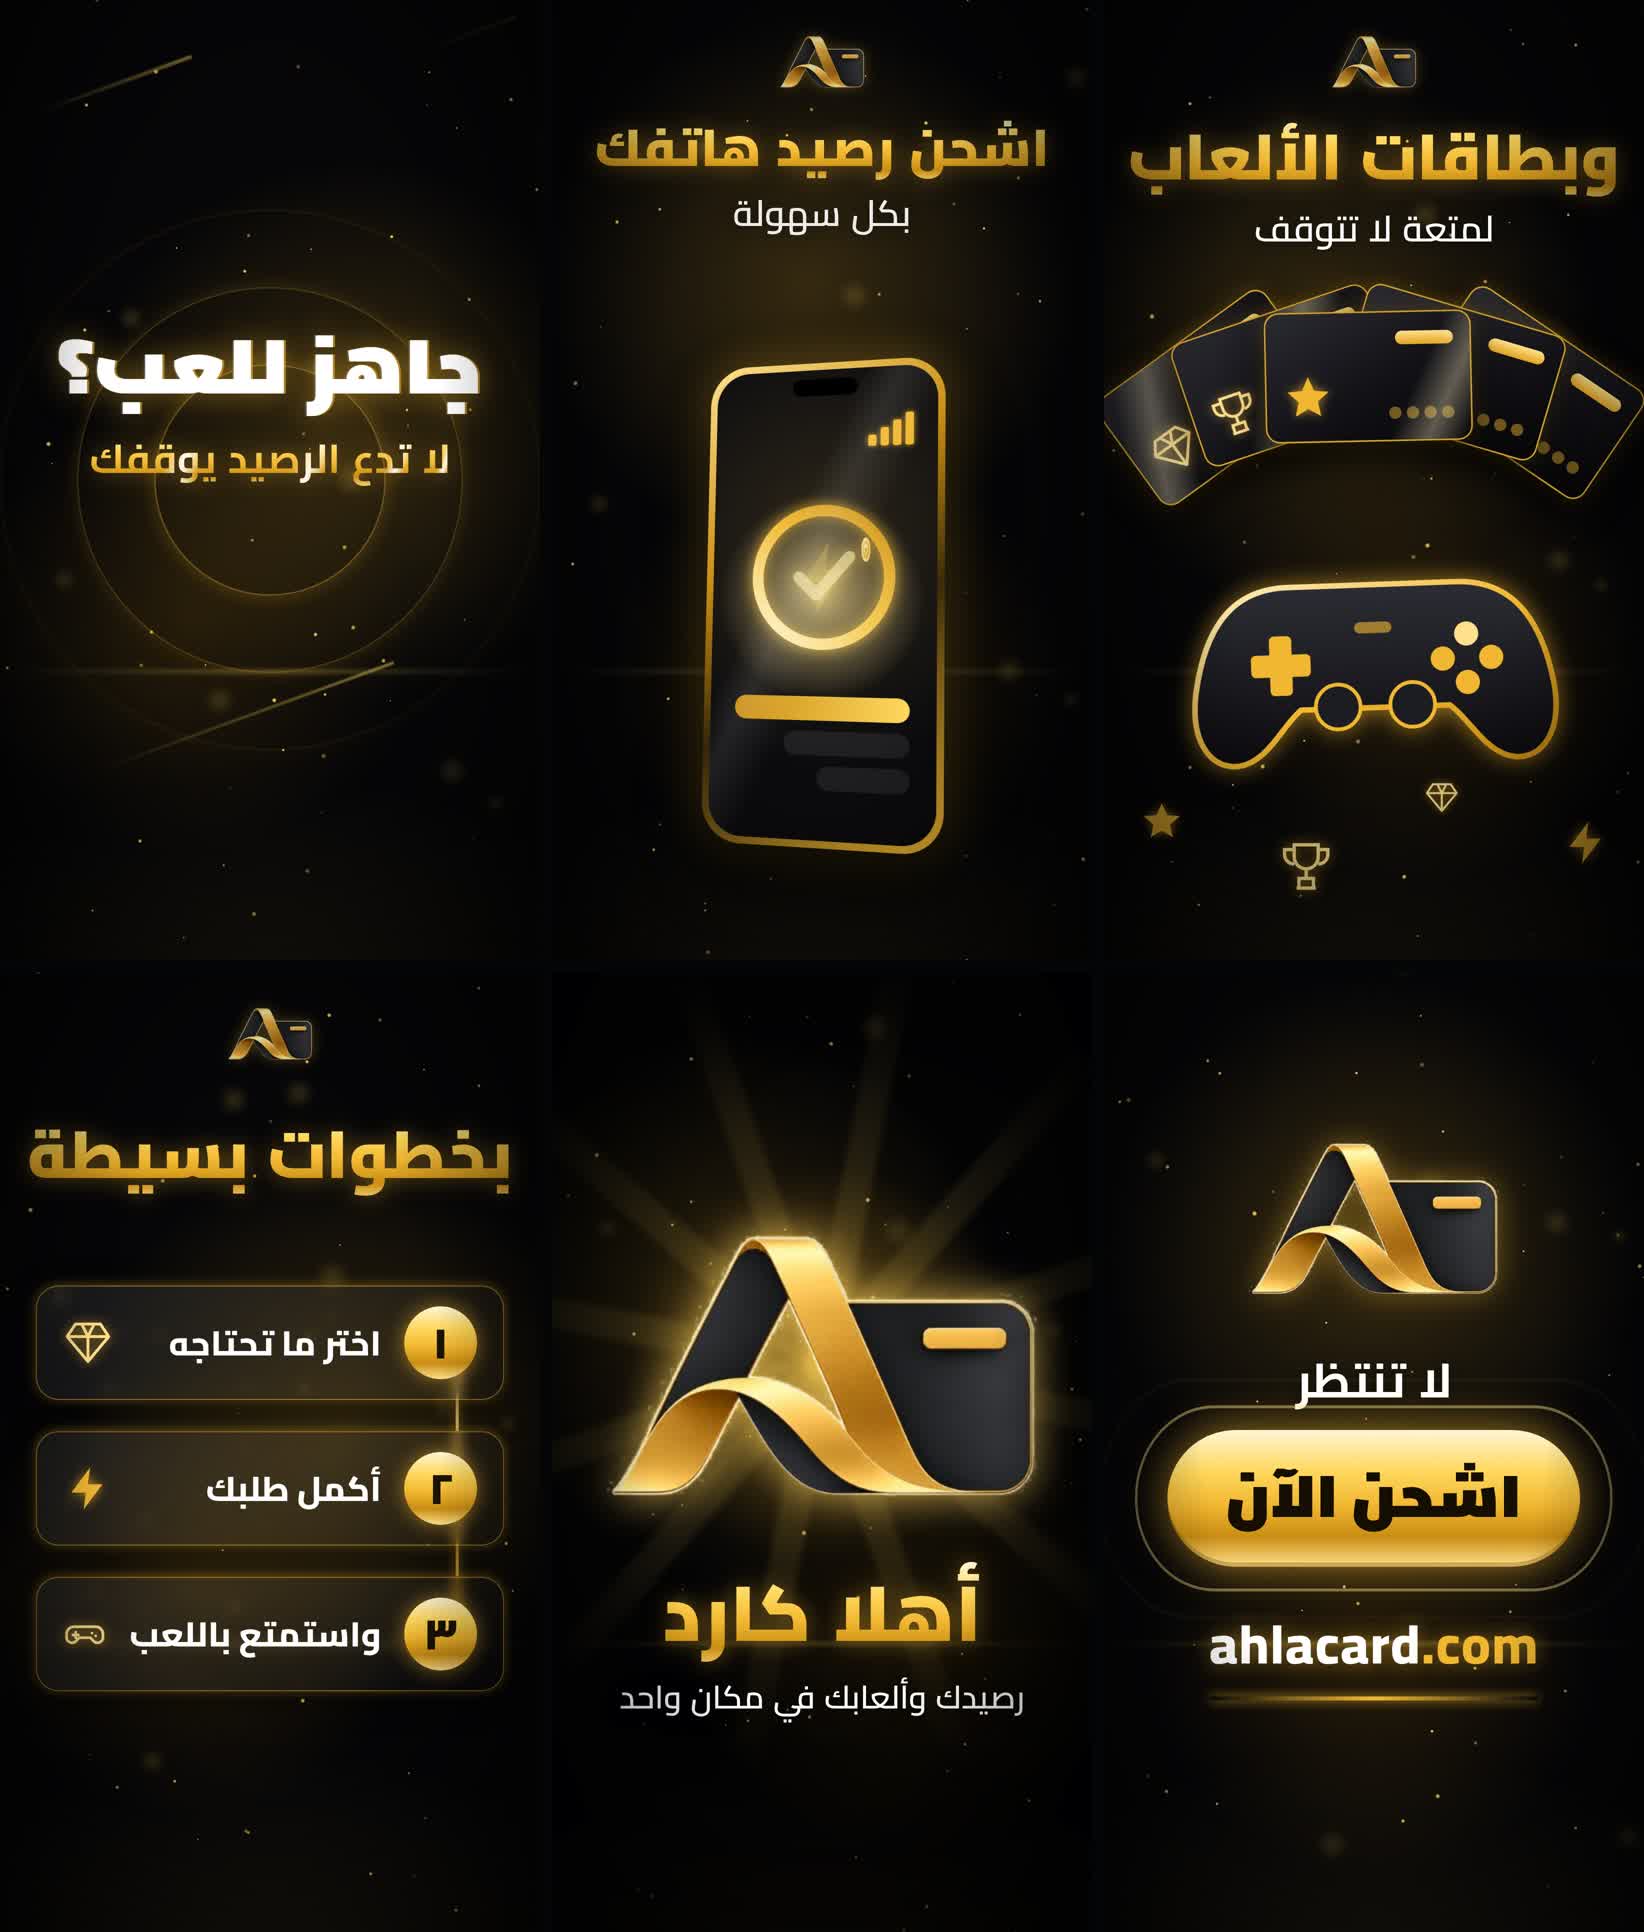 جاهز للعب؟
لا تدع الرصيد يوقفك
اشحن رصيد هاتفك
بكل سهولة
وبطاقات الألعاب
لمتعة لا تتوقف
بخطوات بسيطة
١ اختر ما تحتاجه
٢ أكمل طلبك
٣ واستمتع باللعب
أهلا كارد
رصيدك وألعابك في مكان واحد
لا تنتظر
اشحن الآن
ahlacard.com